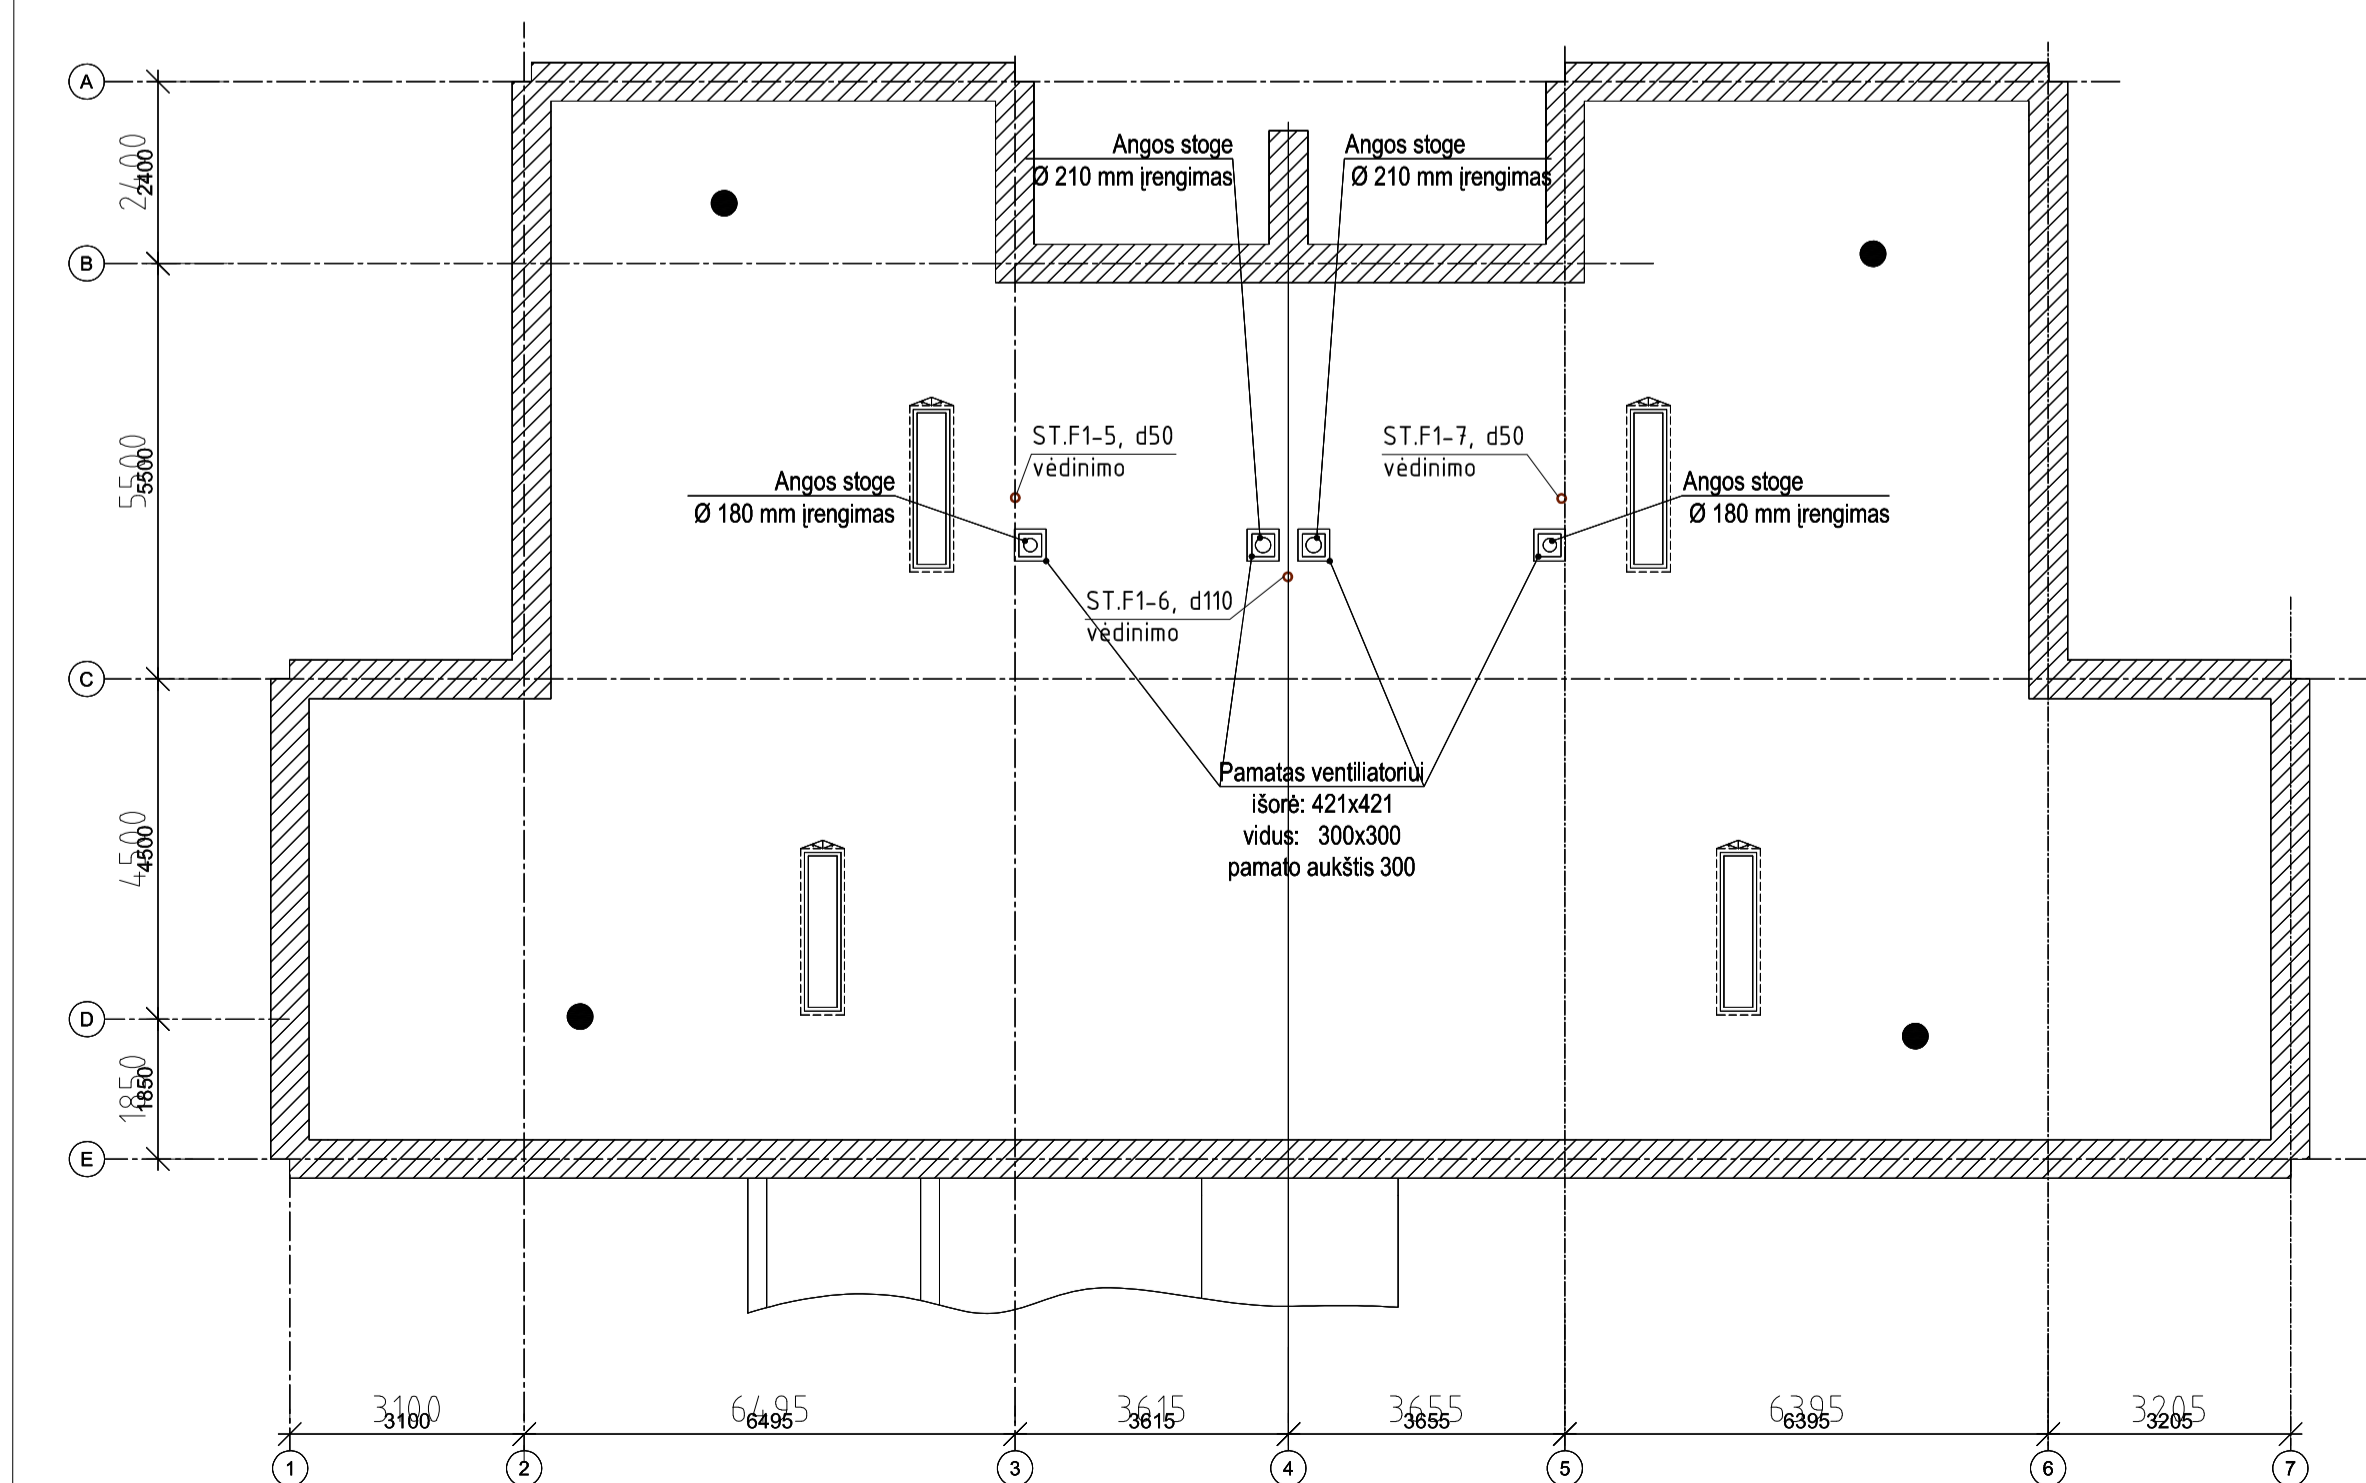 A
Angos stoge
Ø 210 mm įrengimas
Angos stoge
Ø 210 mm įrengimas
2400
2400
B
ST.F1-5, d50
vėdinimo
ST.F1-7, d50
vėdinimo
5500
5500
Angos stoge
Ø 180 mm įrengimas
Angos stoge
Ø 180 mm įrengimas
ST.F1-6, d110
vėdinimo
C
Pamatas ventiliatoriui
išorė: 421x421
vidus: 300x300
pamato aukštis 300
4500
4500
D
1850
1850
E
3100
6495
3615
3655
6395
3205
3100
6495
3615
3655
6395
3205
1
2
3
4
5
6
7